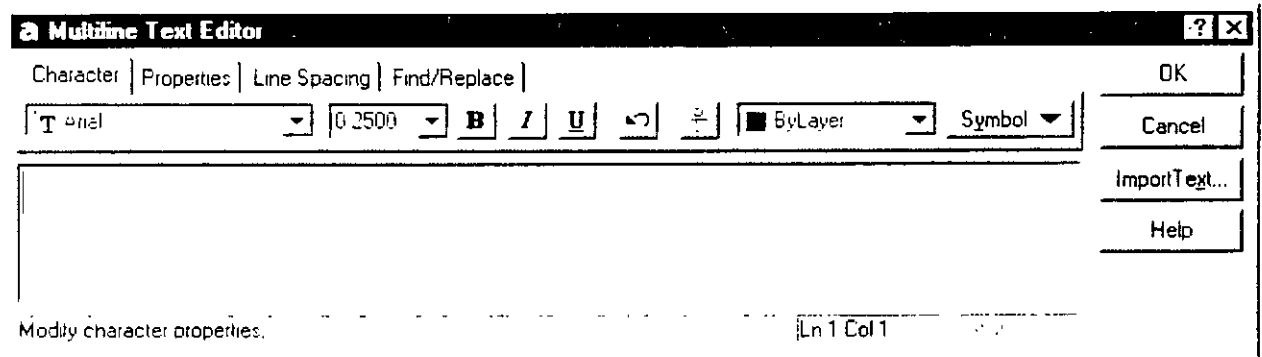 a Multiline Text Editor ? X
Character Properties Line Spacing Find/Replace OK
T Arial 0.2500 B I U ByLayer Symbol Cancel
ImportText...
Help
Modify character properties. Ln 1 Col 1